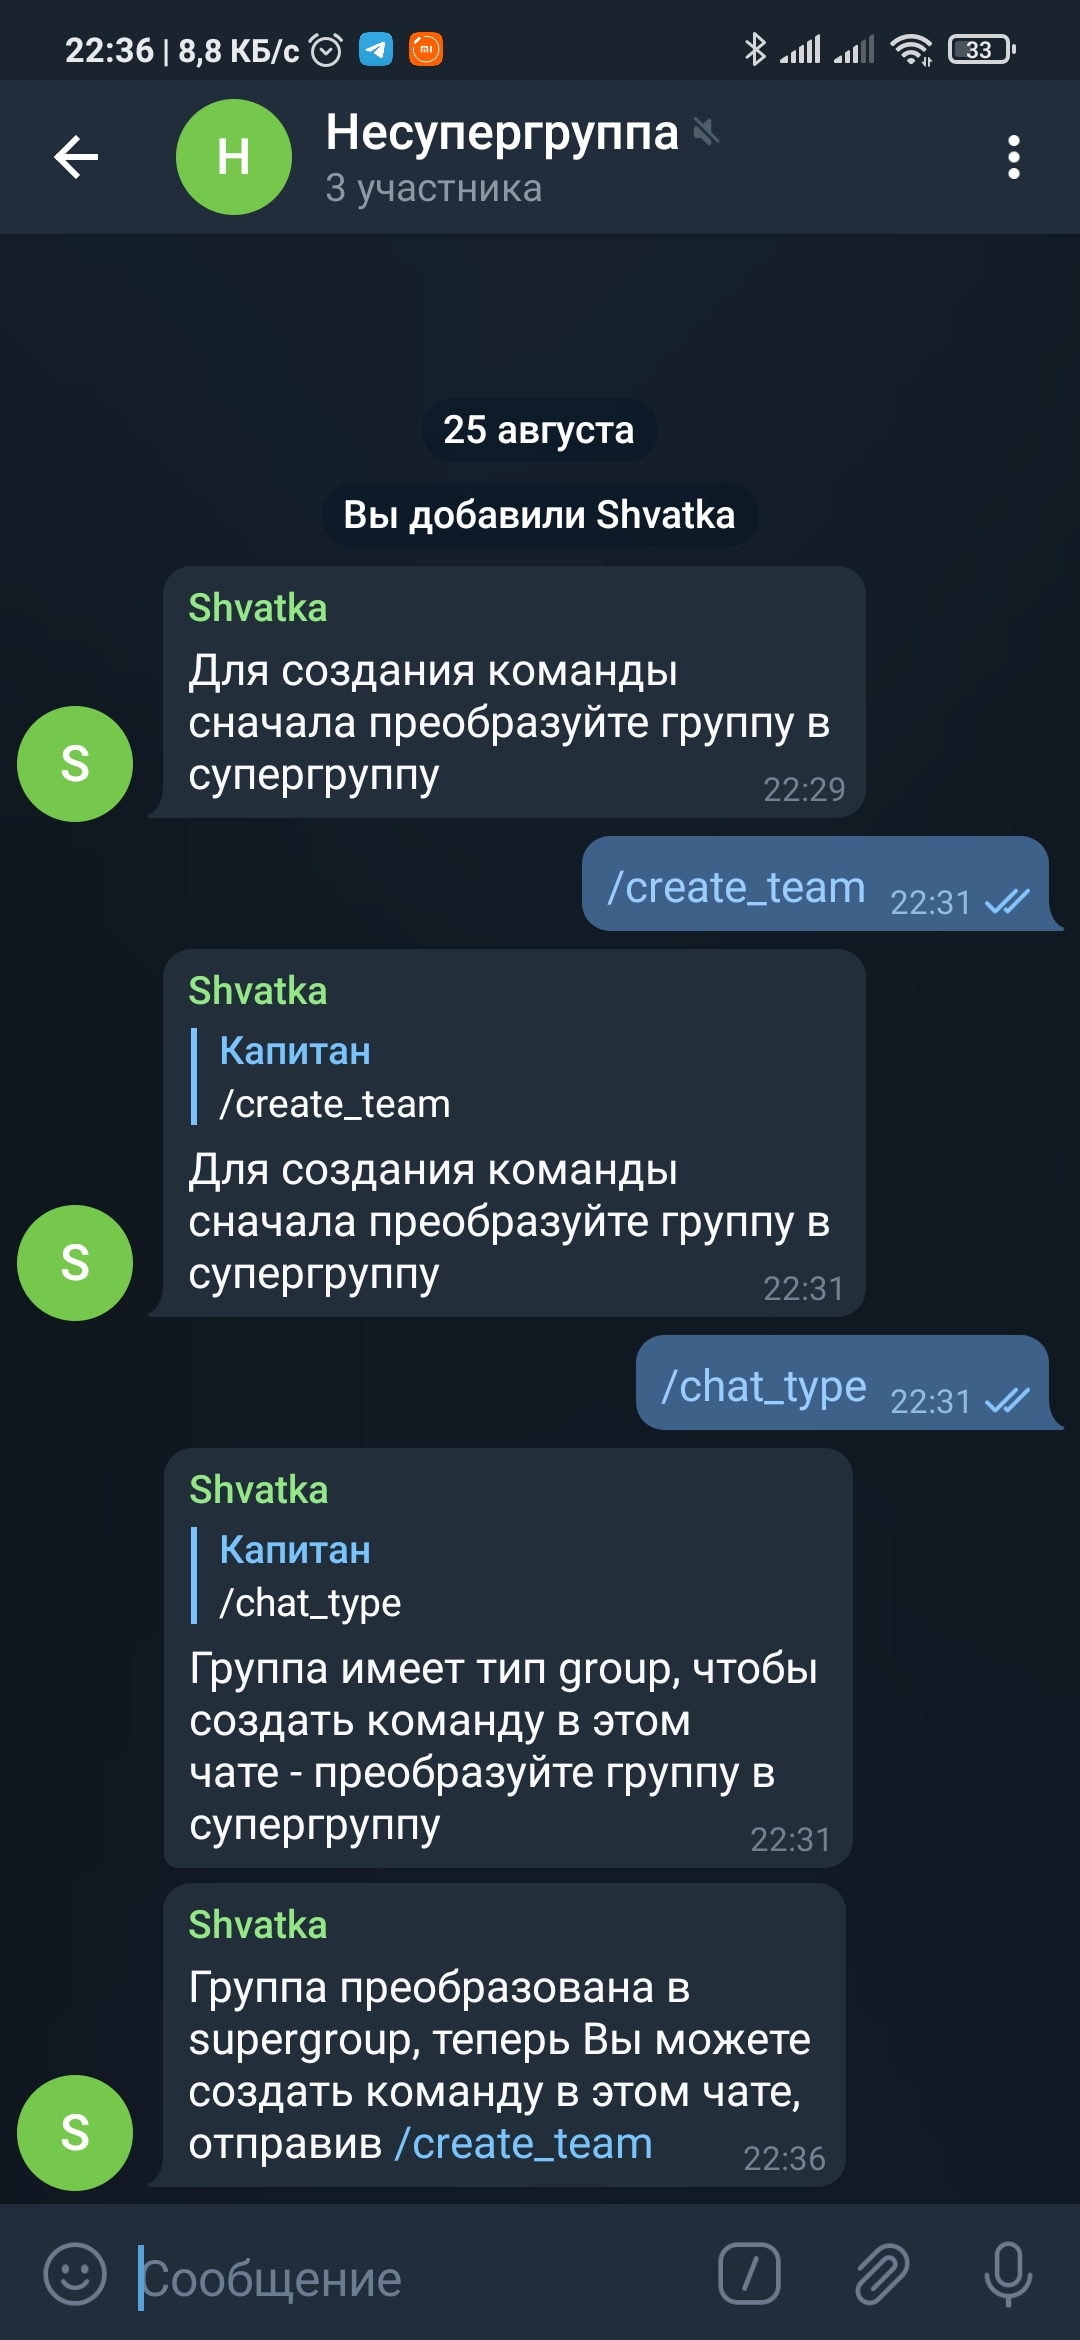 22:36 | 8,8 КБ/с
33
Н
Несупергруппа
3 участника
25 августа
Вы добавили Shvatka
Shvatka
Для создания команды
сначала преобразуйте группу в
супергруппу
22:29
S
/create_team 22:31
Shvatka
Капитан
/create_team
Для создания команды
сначала преобразуйте группу в
супергруппу
22:31
S
/chat_type 22:31
Shvatka
Капитан
/chat_type
Группа имеет тип group, чтобы
создать команду в этом
чате - преобразуйте группу в
супергруппу
22:31
Shvatka
Группа преобразована в
supergroup, теперь Вы можете
создать команду в этом чате,
отправив /create_team
22:36
S
Сообщение